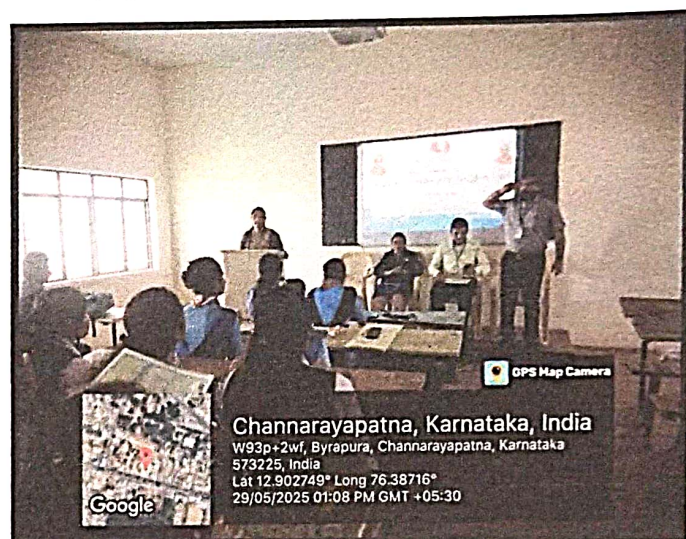 GPS Map Camera
Channarayapatna, Karnataka, India
W93p+2wf, Byrapura, Channarayapatna, Karnataka
573225, India
Lat 12.902749° Long 76.38716°
29/05/2025 01:08 PM GMT +05:30
Google